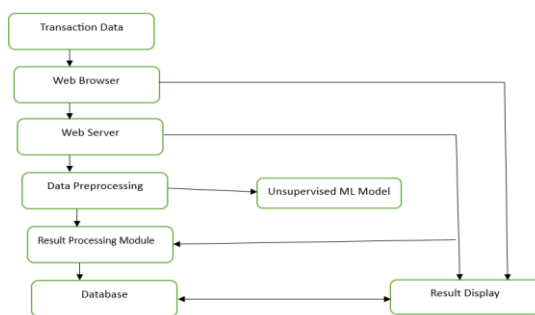 Transaction Data
Web Browser
Web Server
Data Preprocessing
Unsupervised ML Model
Result Processing Module
Database
Result Display